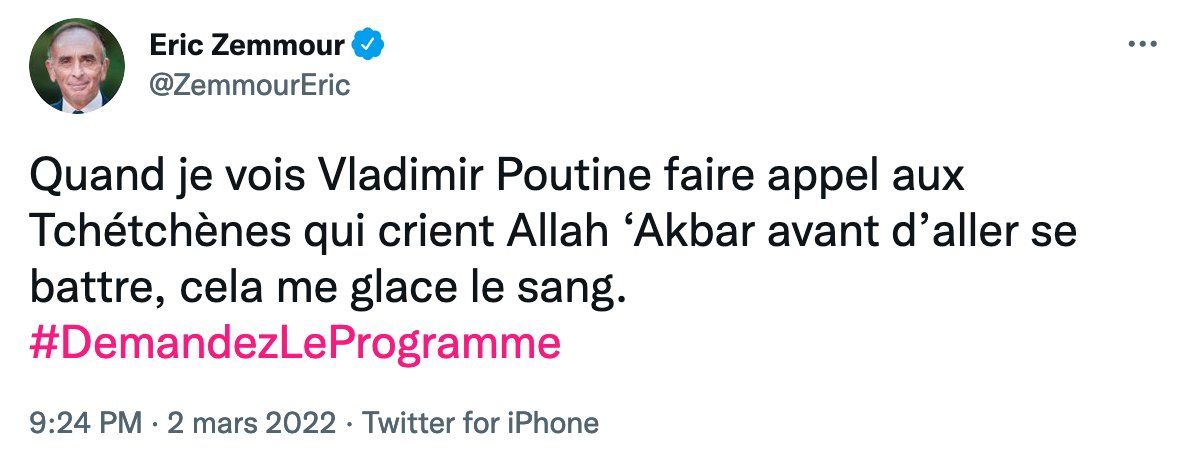 Eric Zemmour
@ZemmourEric
Quand je vois Vladimir Poutine faire appel aux
Tchétchènes qui crient Allah ‘Akbar avant d’aller se
battre, cela me glace le sang.
#DemandezLeProgramme
9:24 PM · 2 mars 2022 · Twitter for iPhone